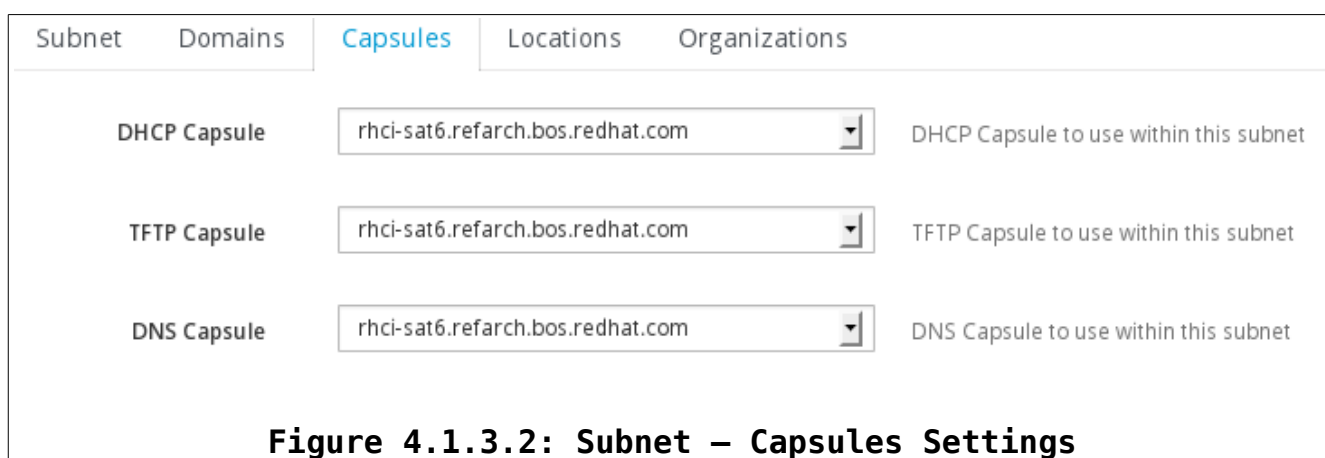 Subnet Domains Capsules Locations Organizations
DHCP Capsule rhci-sat6.refarch.bos.redhat.com DHCP Capsule to use within this subnet
TFTP Capsule rhci-sat6.refarch.bos.redhat.com TFTP Capsule to use within this subnet
DNS Capsule rhci-sat6.refarch.bos.redhat.com DNS Capsule to use within this subnet
Figure 4.1.3.2: Subnet – Capsules Settings